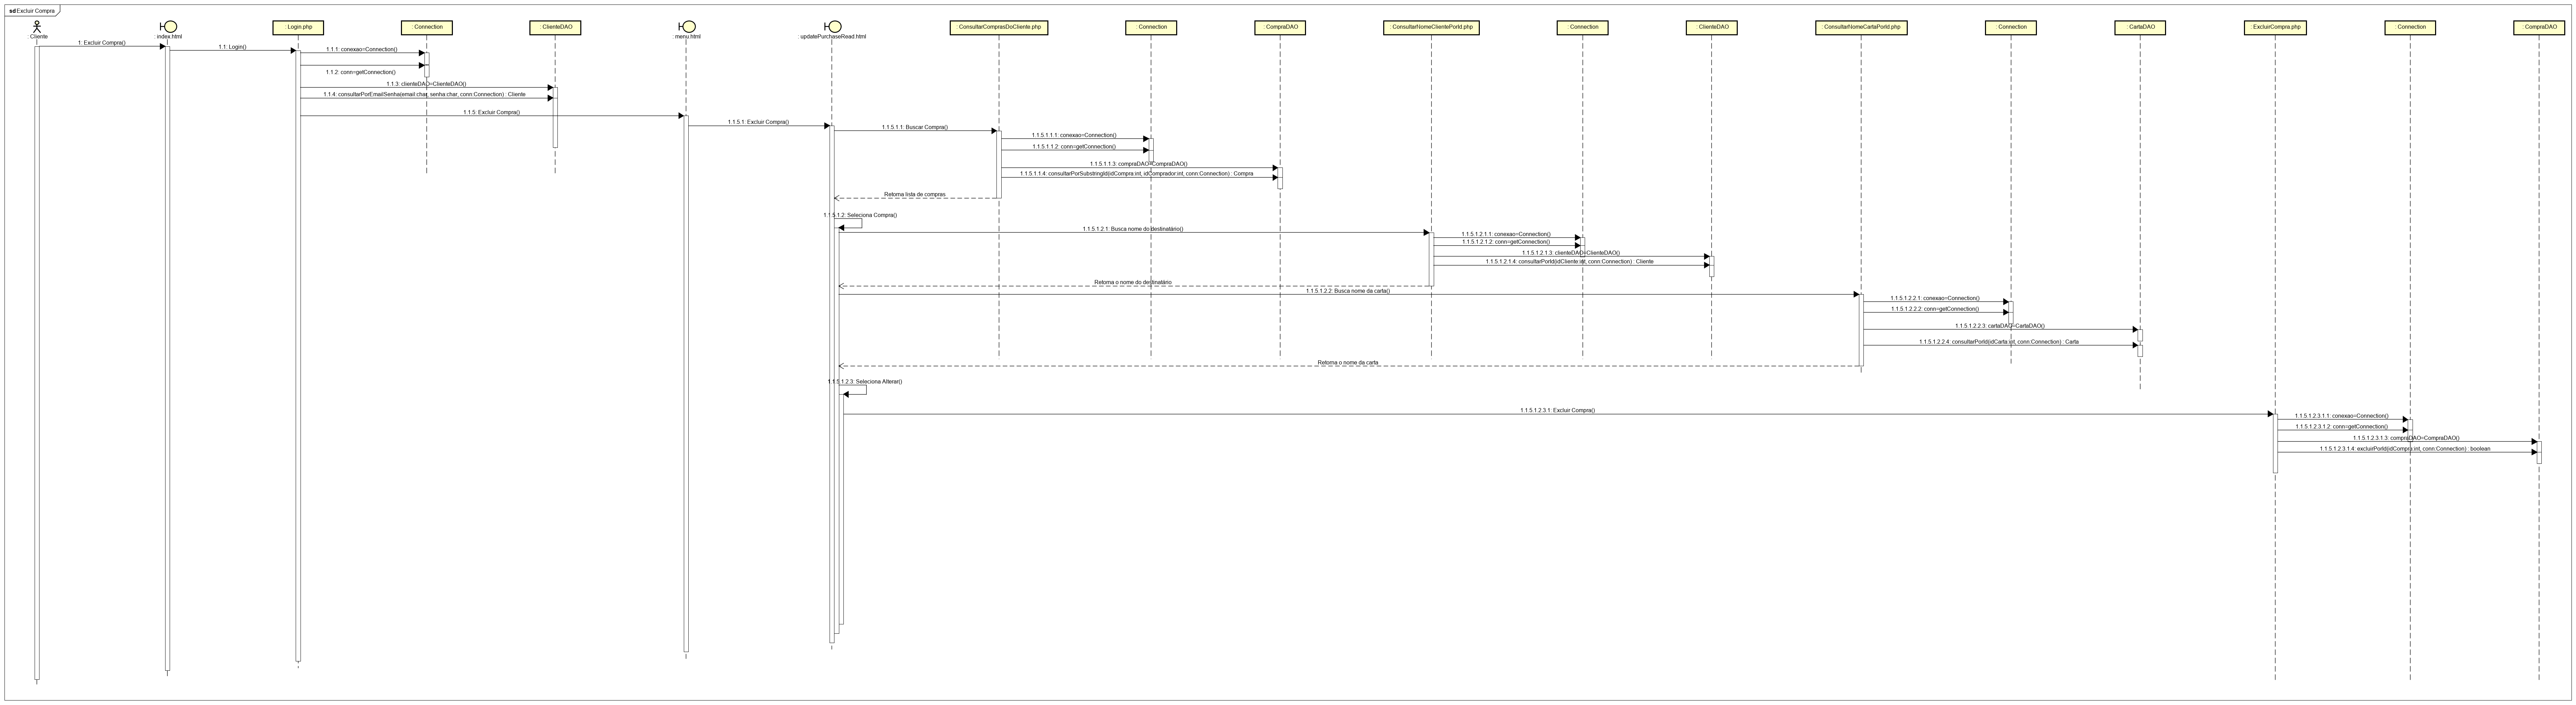 sd Excluir Compra
: Cliente
: index.html
: Login.php
: Connection
: ClienteDAO
: menu.html
: updatePurchaseRead.html
: ConsultarComprasDoCliente.php
: Connection
: CompraDAO
: ConsultarNomeClientePorId.php
: Connection
: ClienteDAO
: ConsultarNomeCartaPorId.php
: Connection
: CartaDAO
: ExcluirCompra.php
: Connection
: CompraDAO
1: Excluir Compra()
1.1: Login()
1.1.1: conexao=Connection()
1.1.2: conn=getConnection()
1.1.3: clienteDAO=ClienteDAO()
1.1.4: consultarPorEmailSenha(email:char, senha:char, conn:Connection) : Cliente
1.1.5: Excluir Compra()
1.1.5.1: Excluir Compra()
1.1.5.1.1: Buscar Compra()
1.1.5.1.1.1: conexao=Connection()
1.1.5.1.1.2: conn=getConnection()
1.1.5.1.1.3: compraDAO=CompraDAO()
1.1.5.1.1.4: consultarPorSubstringId(idCompra:int, idComprador:int, conn:Connection) : Compra
Retorna lista de compras
1.1.5.1.2: Seleciona Compra()
1.1.5.1.2.1: Busca nome do destinatário()
1.1.5.1.2.1.1: conexao=Connection()
1.1.5.1.2.1.2: conn=getConnection()
1.1.5.1.2.1.3: clienteDAO=ClienteDAO()
1.1.5.1.2.1.4: consultarPorId(idCliente:int, conn:Connection) : Cliente
Retorna o nome do destinatário
1.1.5.1.2.2: Busca nome da carta()
1.1.5.1.2.2.1: conexao=Connection()
1.1.5.1.2.2.2: conn=getConnection()
1.1.5.1.2.2.3: cartaDAO=CartaDAO()
1.1.5.1.2.2.4: consultarPorId(idCarta:int, conn:Connection) : Carta
Retorna o nome da carta
1.1.5.1.2.3: Seleciona Alterar()
1.1.5.1.2.3.1: Excluir Compra()
1.1.5.1.2.3.1.1: conexao=Connection()
1.1.5.1.2.3.1.2: conn=getConnection()
1.1.5.1.2.3.1.3: compraDAO=CompraDAO()
1.1.5.1.2.3.1.4: excluirPorId(idCompra:int, conn:Connection) : boolean